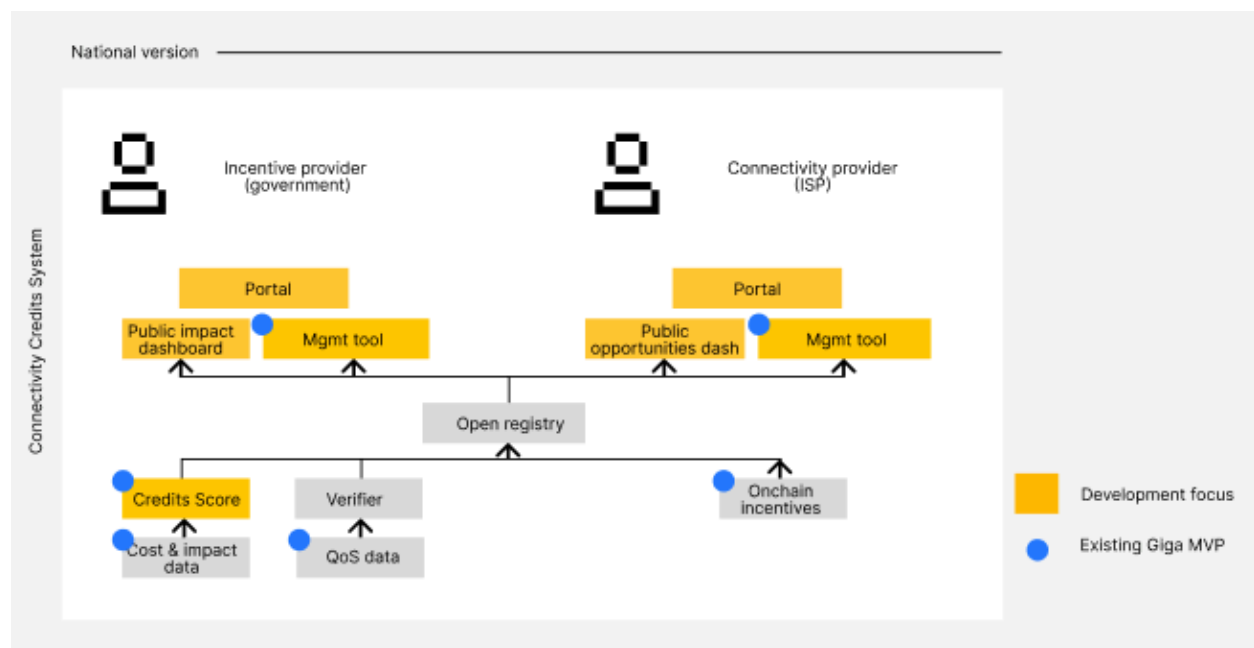 National version
Connectivity Credits System
Incentive provider
(government)
Connectivity provider
(ISP)
Portal
Public impact
dashboard
Mgmt tool
Portal
Public
opportunities dash
Mgmt tool
Open registry
Credits Score
Verifier
Onchain
incentives
Cost & impact
data
QoS data
Development focus
Existing Giga MVP